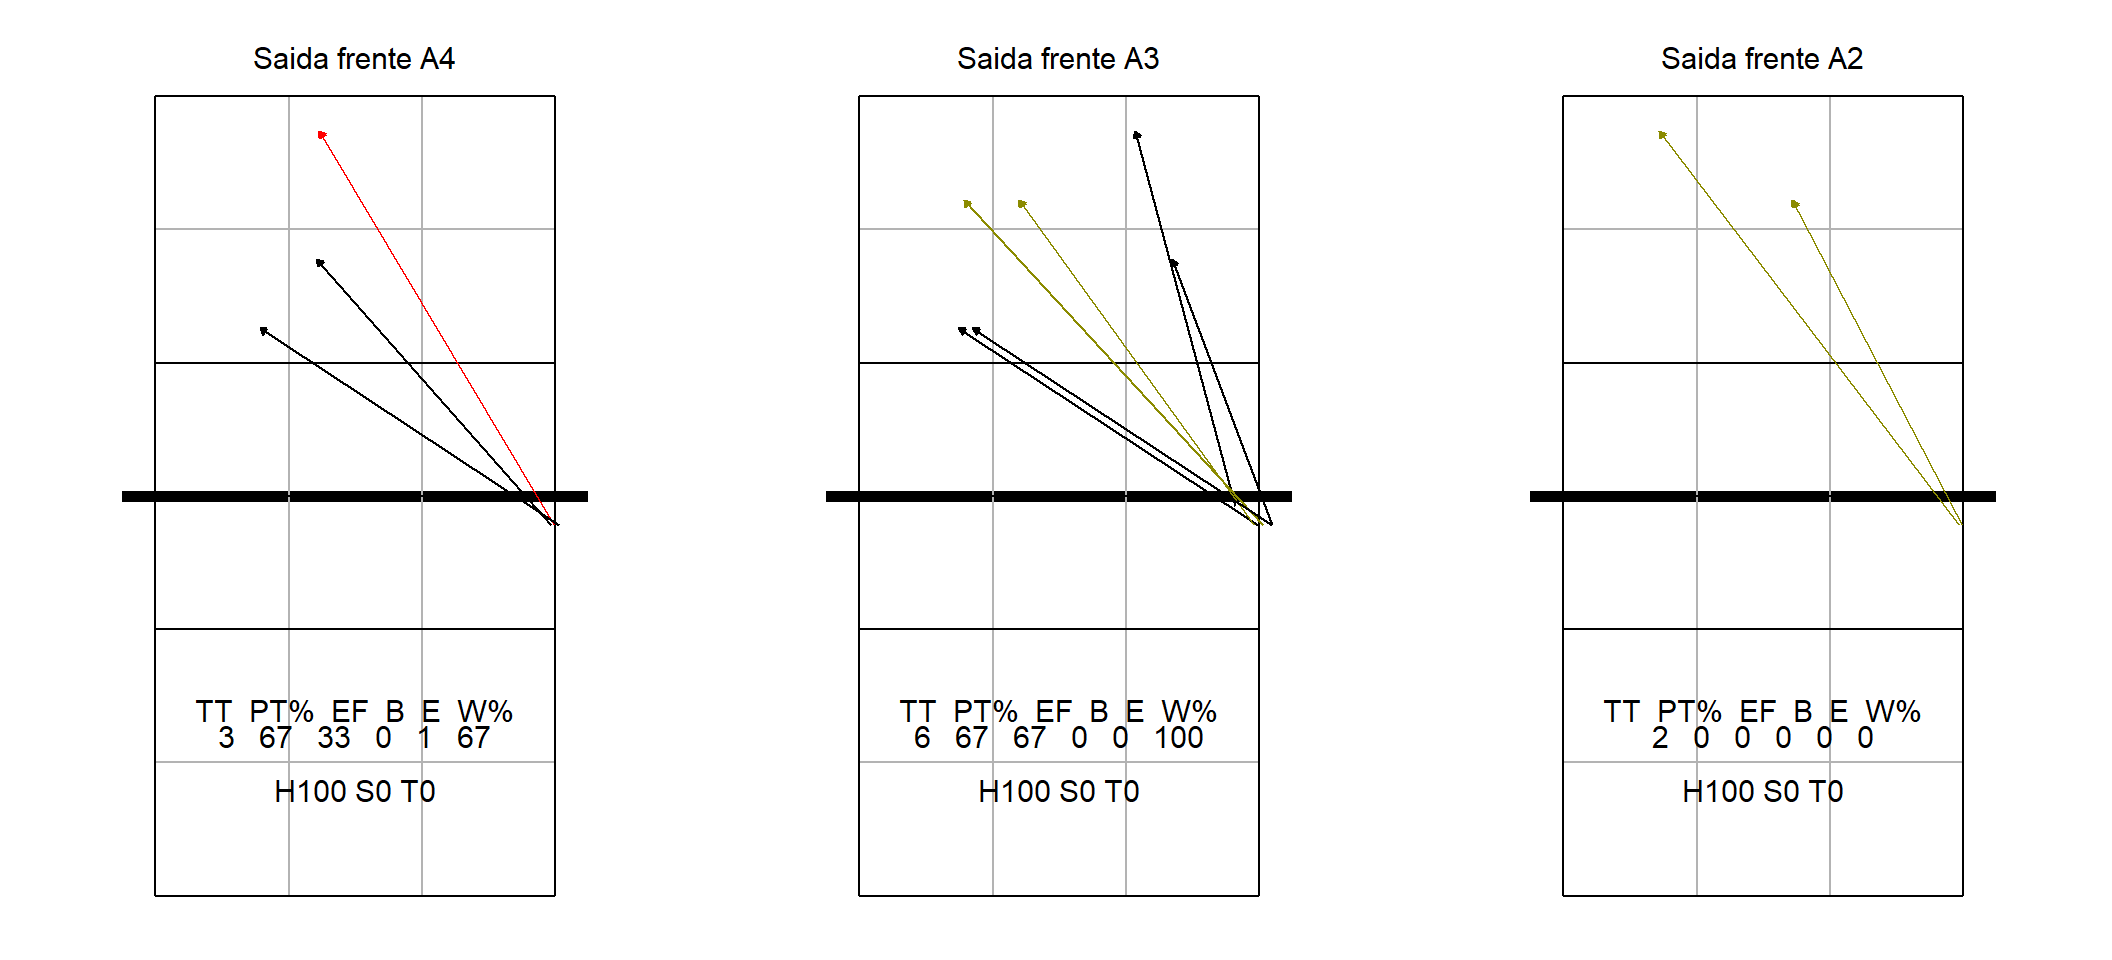 Saida frente A4
TT PT% EF B E W%
3 67 33 0 1 67
H100 S0 T0
Saida frente A3
TT PT% EF B E W%
6 67 67 0 0 100
H100 S0 T0
Saida frente A2
TT PT% EF B E W%
2 0 0 0 0 0
H100 S0 T0